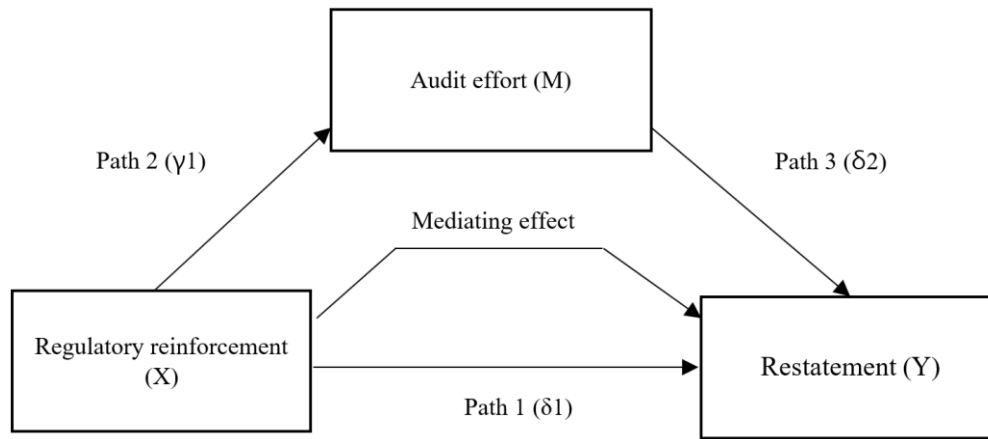 Audit effort (M)
Path 2 (γ1)
Path 3 (δ2)
Mediating effect
Regulatory reinforcement
(X)
Restatement (Y)
Path 1 (δ1)